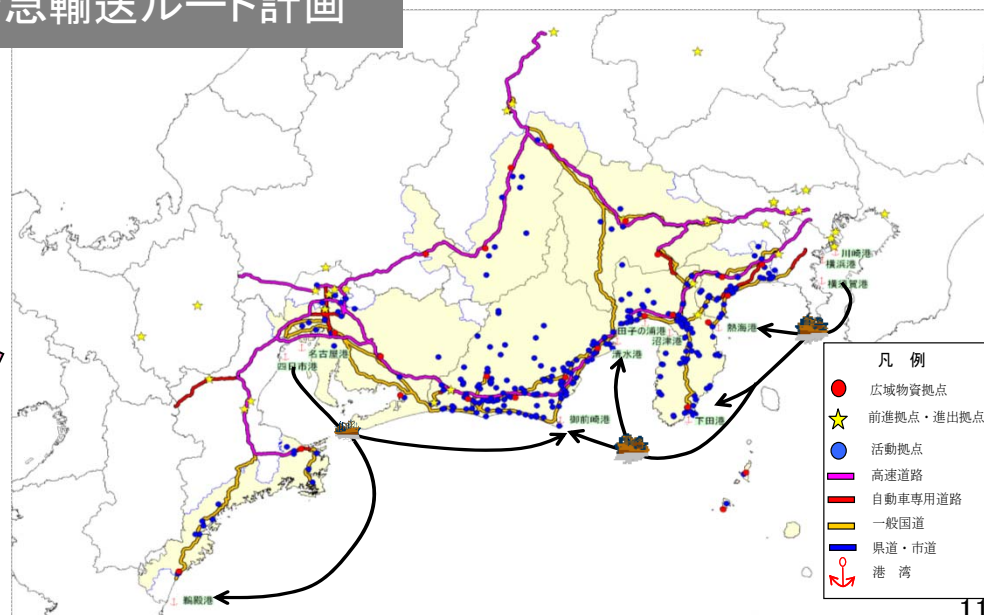 急輸送ルート計画
川崎港
横浜港
横須賀港
熱海港
田子の浦港
沼津港
清水港
名古屋港
四日市港
御前崎港
下田港
鵜殿港
凡 例
広域物資拠点
前進拠点・進出拠点
活動拠点
高速道路
自動車専用道路
一般国道
県道・市道
港 湾
11